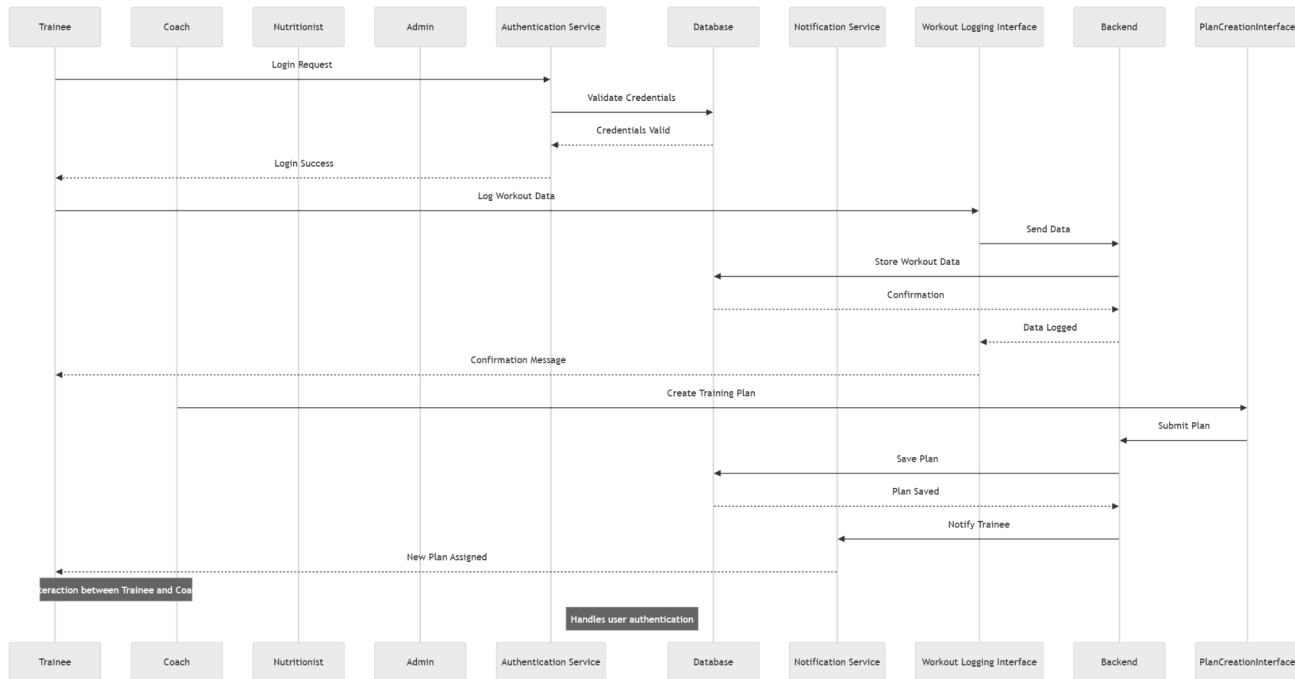 Trainee
Coach
Nutritionist
Admin
Authentication Service
Database
Notification Service
Workout Logging Interface
Backend
PlanCreationInterface
Login Request
Validate Credentials
Credentials Valid
Login Success
Log Workout Data
Send Data
Store Workout Data
Confirmation
Data Logged
Confirmation Message
Create Training Plan
Submit Plan
Save Plan
Plan Saved
Notify Trainee
New Plan Assigned
teraction between Trainee and Coa
Handles user authentication
Trainee
Coach
Nutritionist
Admin
Authentication Service
Database
Notification Service
Workout Logging Interface
Backend
PlanCreationInterface